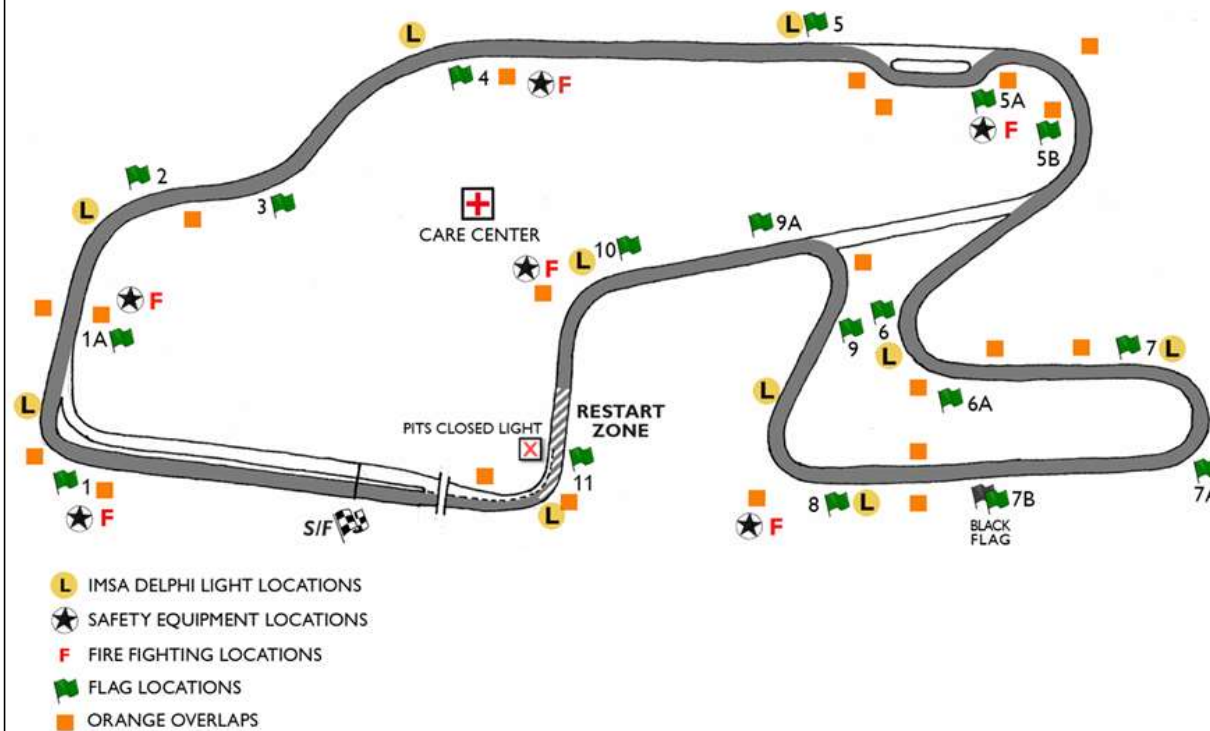 L
L 5
4
F
5A
F
5B
2
L
3
CARE CENTER
9A
L 10
F
F
1A
6
9
L
7 L
6A
L
L
PITS CLOSED LIGHT
X
RESTART
ZONE
11
1
F
S/F
L
F
8 L
7B
BLACK
FLAG
7A
L IMSA DELPHI LIGHT LOCATIONS
SAFETY EQUIPMENT LOCATIONS
F FIRE FIGHTING LOCATIONS
FLAG LOCATIONS
ORANGE OVERLAPS